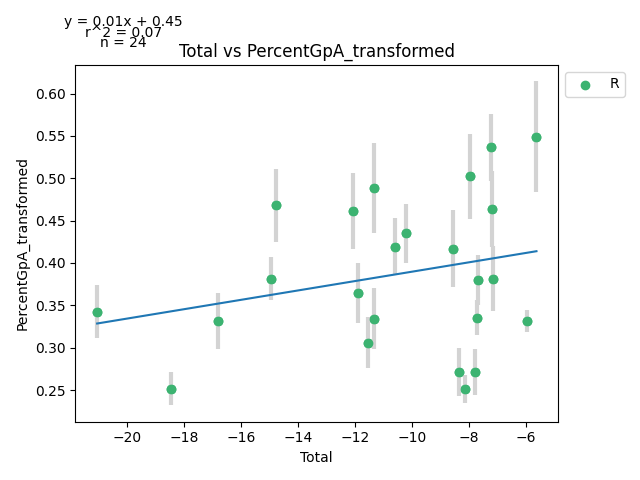 y = 0.01x + 0.45
r^2 = 0.07
n = 24
Total vs PercentGpA_transformed
R
PercentGpA_transformed
0.60
0.55
0.50
0.45
0.40
0.35
0.30
0.25
−20
−18
−16
−14
−12
−10
−8
−6
Total